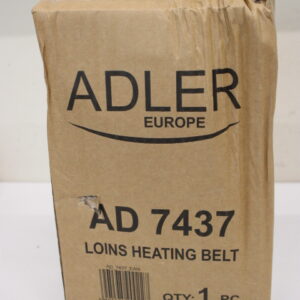 ADLER
EUROPE
AD 7437
LOINS HEATING BELT
QTY: 1 PC